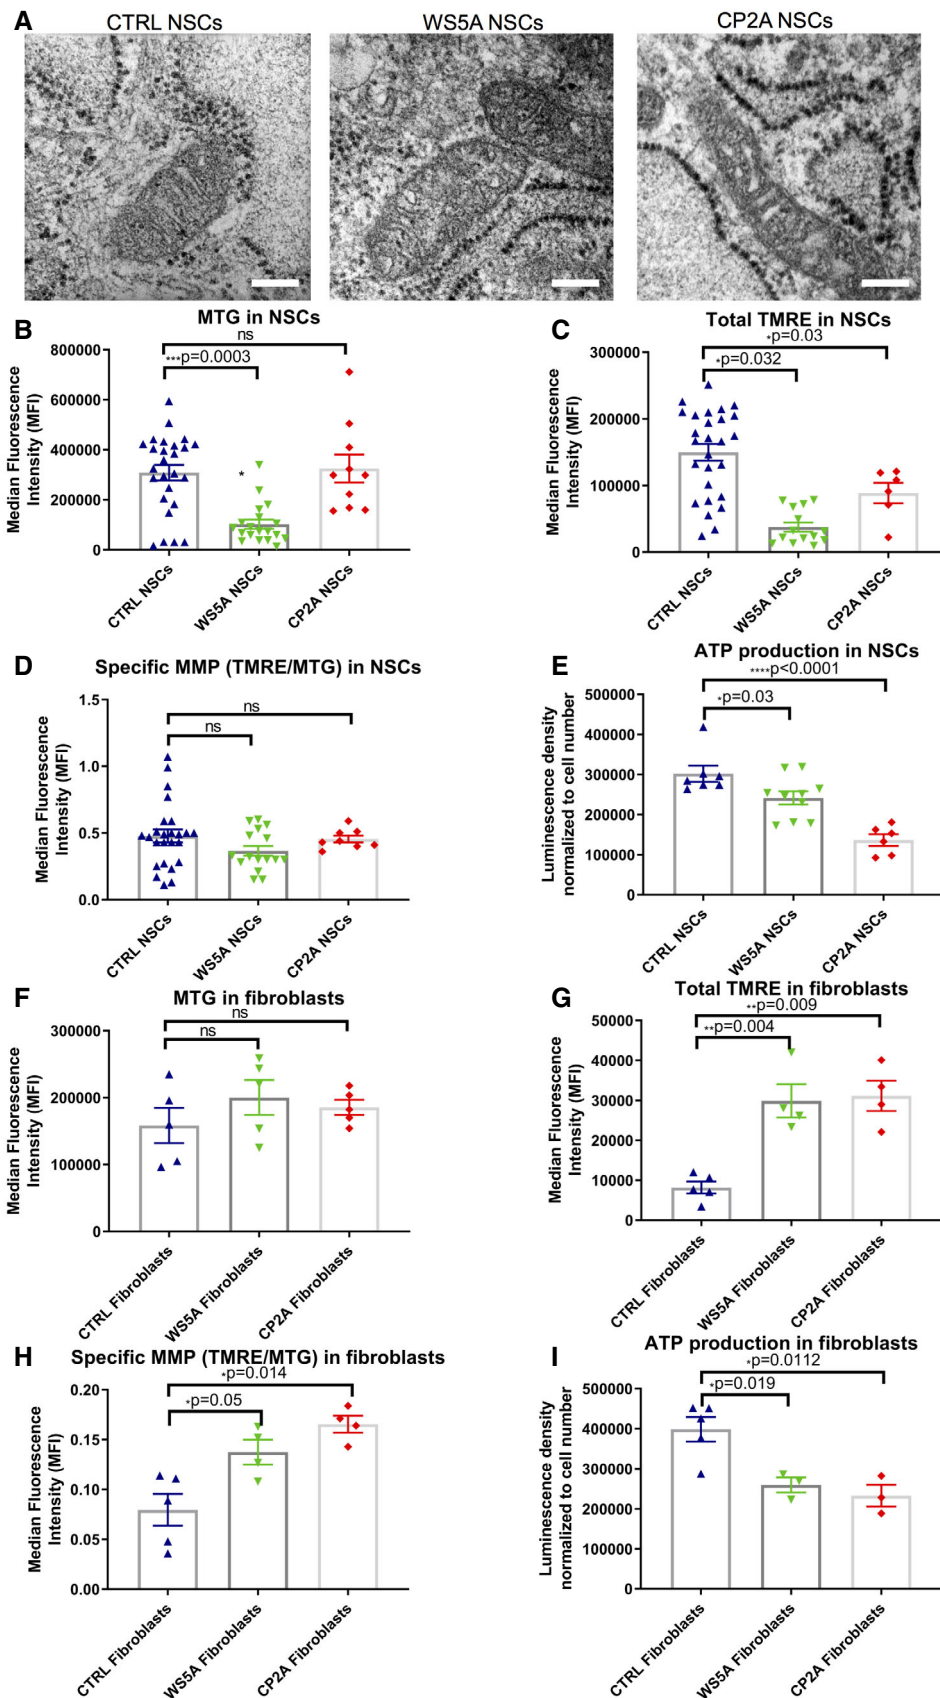 A
CTRL NSCs
WS5A NSCs
CP2A NSCs
B
MTG in NSCs
ns
***p=0.0003
*
Median Fluorescence
Intensity (MFI)
800000
600000
400000
200000
0
CTRL NSCs
WS5A NSCs
CP2A NSCs
C
Total TMRE in NSCs
*p=0.03
*p=0.032
Median Fluorescence
Intensity (MFI)
300000
200000
100000
0
CTRL NSCs
WS5A NSCs
CP2A NSCs
D
Specific MMP (TMRE/MTG) in NSCs
ns
ns
Median Fluorescence
Intensity (MFI)
1.5
1.0
0.5
0.0
CTRL NSCs
WS5A NSCs
CP2A NSCs
E
ATP production in NSCs
****p<0.0001
*p=0.03
Luminescence density
normalized to cell number
500000
400000
300000
200000
100000
0
CTRL NSCs
WS5A NSCs
CP2A NSCs
F
MTG in fibroblasts
ns
ns
Median Fluorescence
Intensity (MFI)
300000
200000
100000
0
CTRL Fibroblasts
WS5A Fibroblasts
CP2A Fibroblasts
G
Total TMRE in fibroblasts
**p=0.009
**p=0.004
Median Fluorescence
Intensity (MFI)
50000
40000
30000
20000
10000
0
CTRL Fibroblasts
WS5A Fibroblasts
CP2A Fibroblasts
H
Specific MMP (TMRE/MTG) in fibroblasts
*p=0.014
*p=0.05
Median Fluorescence
Intensity (MFI)
0.20
0.15
0.10
0.05
0.00
CTRL Fibroblasts
WS5A Fibroblasts
CP2A Fibroblasts
I
ATP production in fibroblasts
*p=0.0112
*p=0.019
Luminescence density
normalized to cell number
500000
400000
300000
200000
100000
0
CTRL Fibroblasts
WS5A Fibroblasts
CP2A Fibroblasts